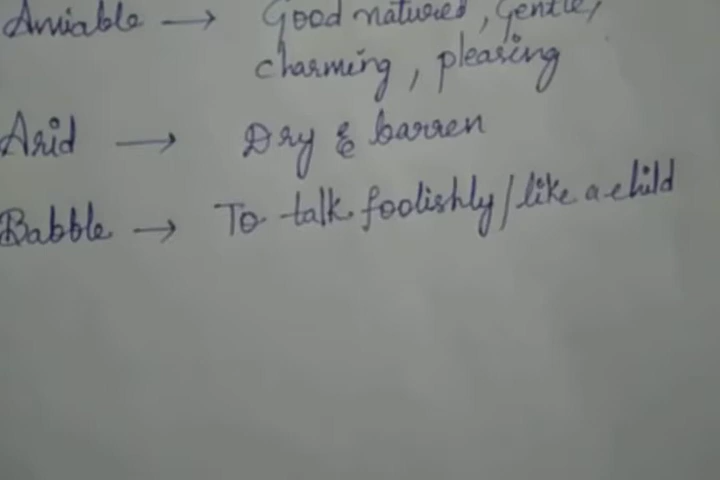 Amiable → Good natured, Gentle,
charming, pleasing
Arid → Dry & barren
Babble → To talk foolishly/like a child